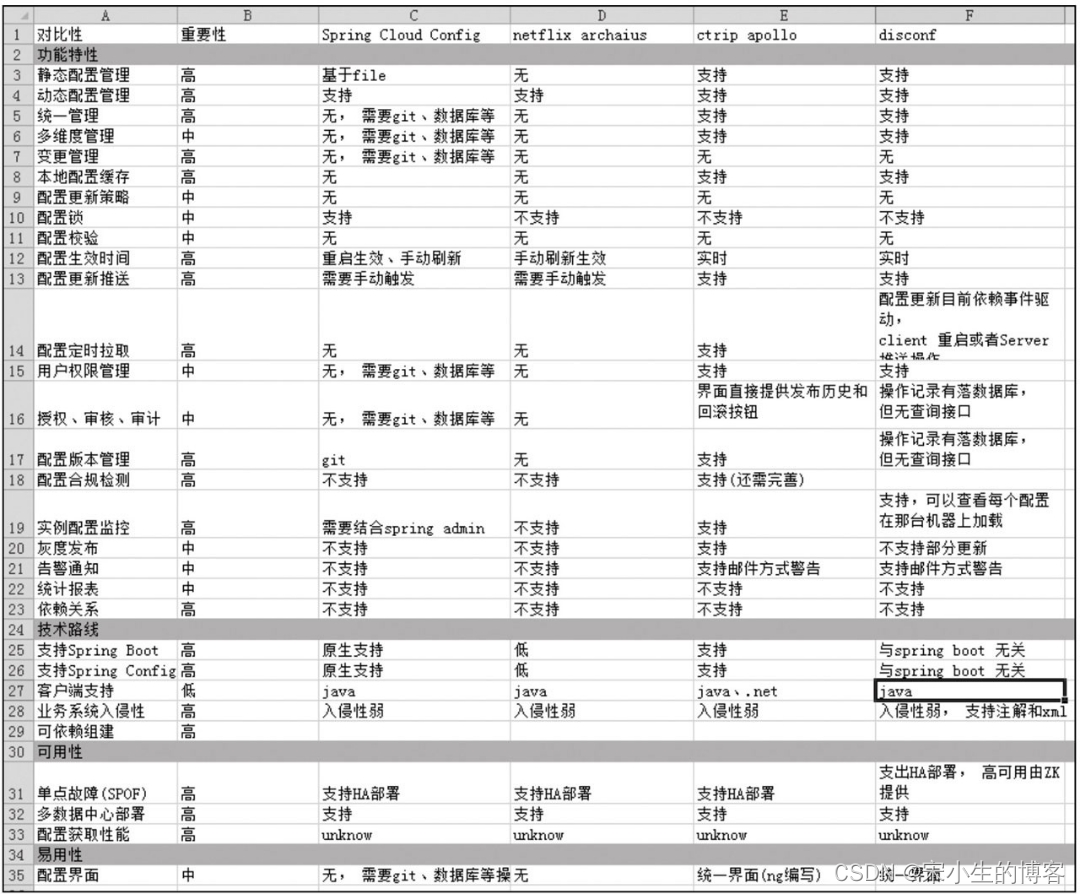 A B C D E F
1 对比性 重要性 Spring Cloud Config netflix archaius ctrip apollo disconf
2 功能特性
3 静态配置管理 高 基于file 无 支持 支持
4 动态配置管理 高 支持 支持 支持 支持
5 统一管理 高 无, 需要git、数据库等 无 支持 支持
6 多维度管理 中 无, 需要git、数据库等 无 支持 支持
7 变更管理 高 无, 需要git、数据库等 无 无 无
8 本地配置缓存 高 无 无 支持 支持
9 配置更新策略 中 无 无 无 无
10 配置锁 中 支持 不支持 不支持 不支持
11 配置校验 中 无 无 无 无
12 配置生效时间 高 重启生效、手动刷新 手动刷新生效 实时 实时
13 配置更新推送 高 需要手动触发 需要手动触发 支持 支持
配置更新目前依赖事件驱
动,
client 重启或者Server
推送操作
14 配置定时拉取 高 无 无 支持
15 用户权限管理 中 无, 需要git、数据库等 无 支持 支持
界面直接提供发布历史和 操作记录有落数据库,
回滚按钮 但无查询接口
16 授权、审核、审计 中 无, 需要git、数据库等 无
操作记录有落数据库,
17 配置版本管理 高 git 无 支持 但无查询接口
18 配置合规检测 高 不支持 不支持 支持(还需完善)
支持,可以查看每个配置
在那台机器上加载
19 实例配置监控 高 需要结合spring admin 不支持 支持
20 灰度发布 中 不支持 不支持 支持 不支持部分更新
21 告警通知 中 不支持 不支持 支持邮件方式警告 支持邮件方式警告
22 统计报表 中 不支持 不支持 不支持 不支持
23 依赖关系 高 不支持 不支持 不支持 不支持
24 技术路线
25 支持Spring Boot 高 原生支持 低 支持 与spring boot 无关
26 支持Spring Config 高 原生支持 低 支持 与spring boot 无关
27 客户端支持 低 java java java、.net java
28 业务系统入侵性 高 入侵性弱 入侵性弱 入侵性弱 入侵性弱, 支持注解和xml
29 可依赖组建 高
30 可用性
支出HA部署, 高可用由ZK
提供
31 单点故障(SPOF) 高 支持HA部署 支持HA部署 支持HA部署
32 多数据中心部署 高 支持 支持 支持 支持
33 配置获取性能 高 unknow unknow unknow unknow
34 易用性
35 配置界面 中 无, 需要git、数据库等操 无 统一界面(ng编写) 统一界面
CSDN @宅小生的博客